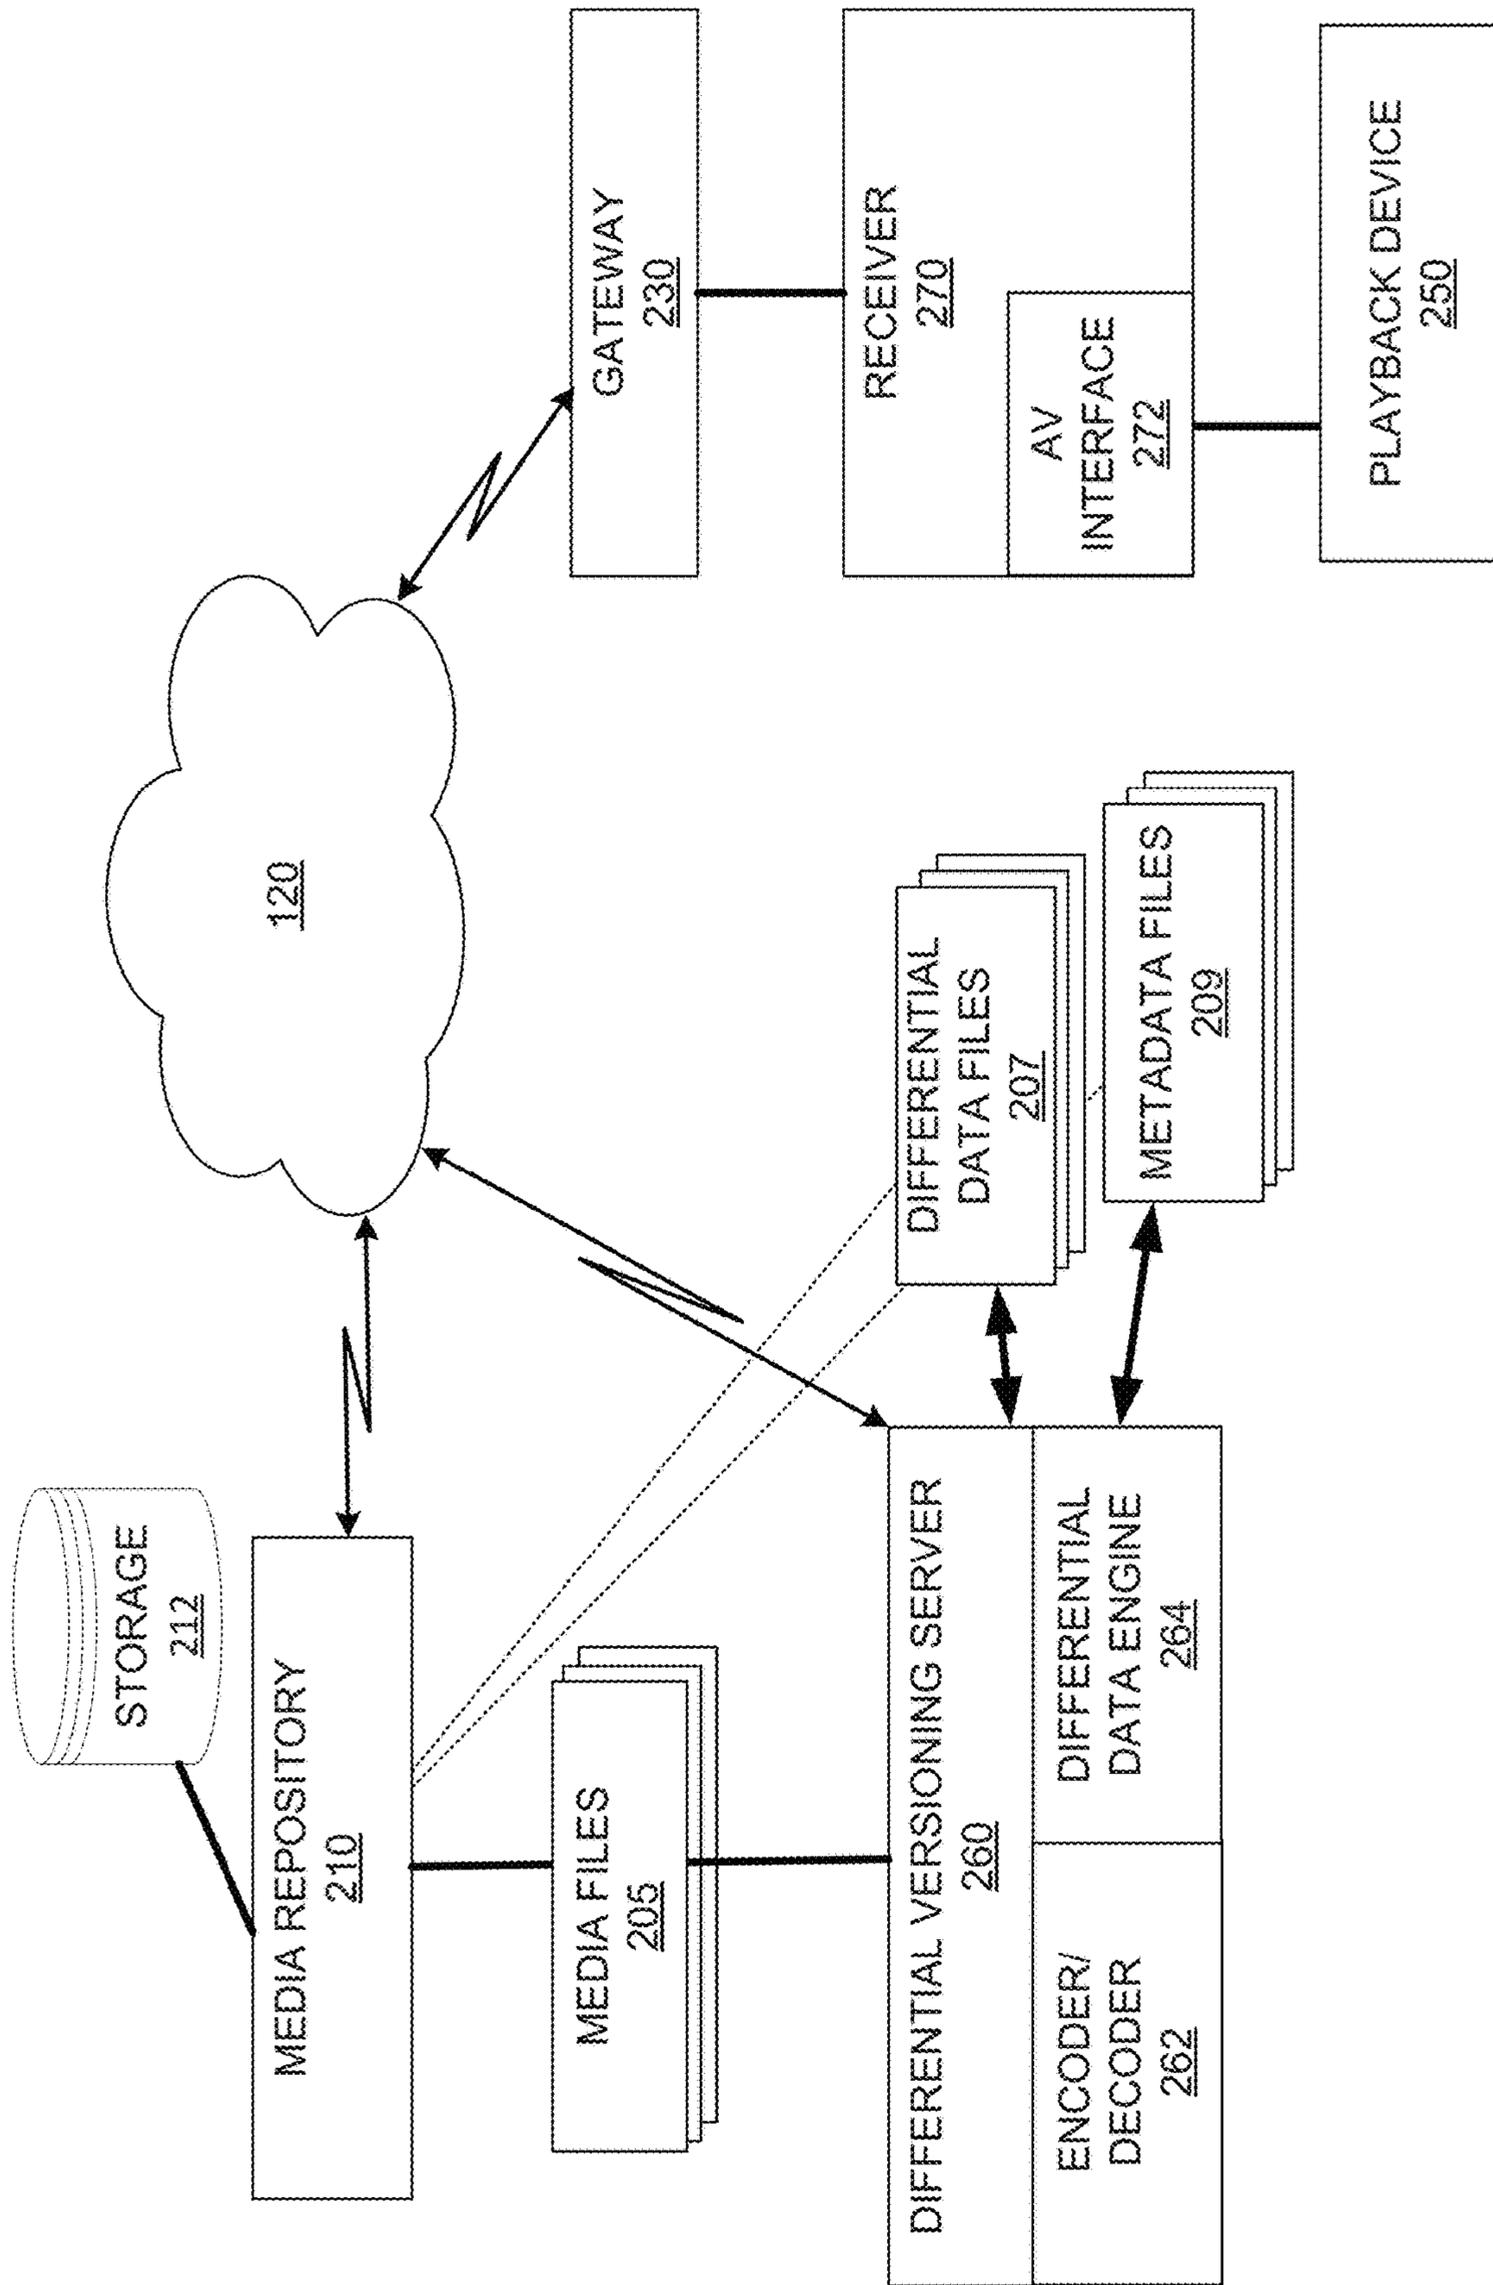 STORAGE
212
MEDIA REPOSITORY
210
MEDIA FILES
205
DIFFERENTIAL VERSIONING SERVER
260
ENCODER/
DECODER
262
DIFFERENTIAL
DATA ENGINE
264
DIFFERENTIAL
DATA FILES
207
METADATA FILES
209
120
GATEWAY
230
RECEIVER
270
AV
INTERFACE
272
PLAYBACK DEVICE
250